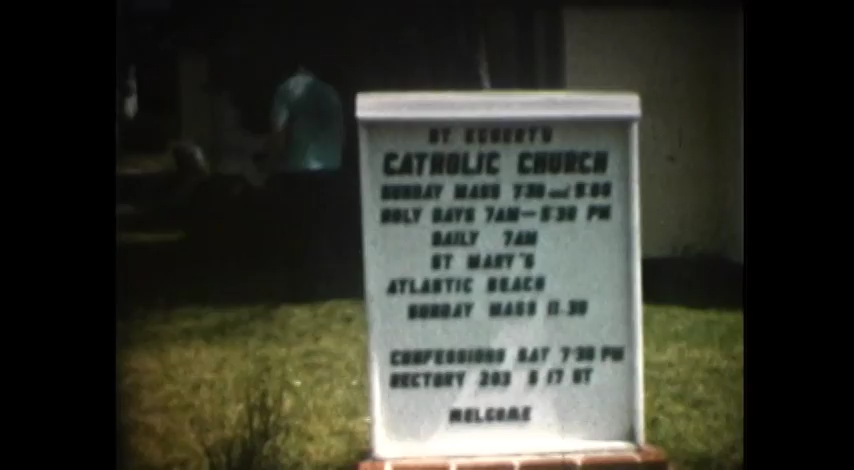 ST. EGBERT'S
CATHOLIC CHURCH
SUNDAY MASS 7:30 and 9:00
HOLY DAYS 7AM - 5:30 PM
DAILY 7AM
ST MARY'S
ATLANTIC BEACH
SUNDAY MASS 11:30
CONFESSIONS SAT 7:30 PM
RECTORY 203 S 17 ST
WELCOME